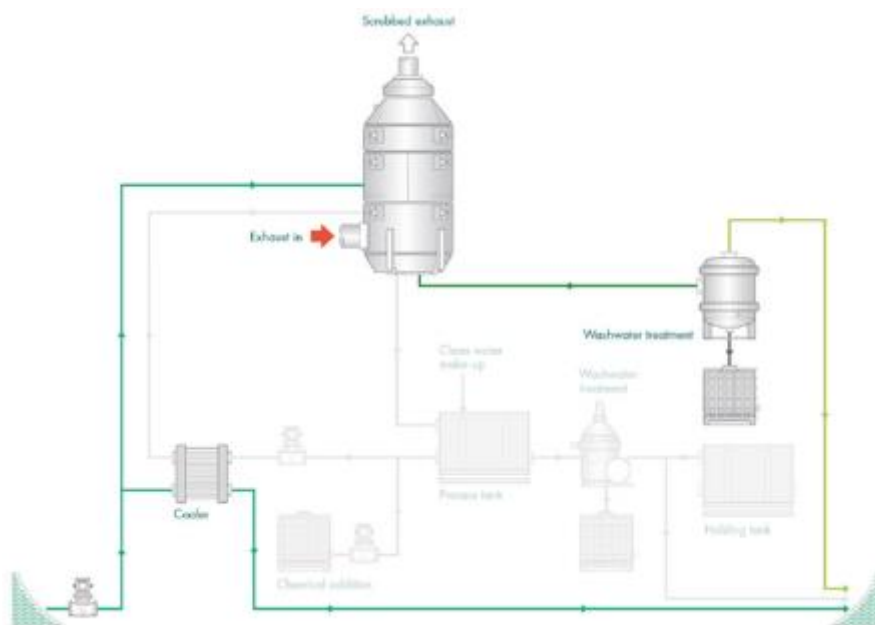 Scrubbed exhaust
Exhaust in
Washwater treatment
Clean water
make-up
Washwater
treatment
Cooler
Process tank
Holding tank
Chemical addition